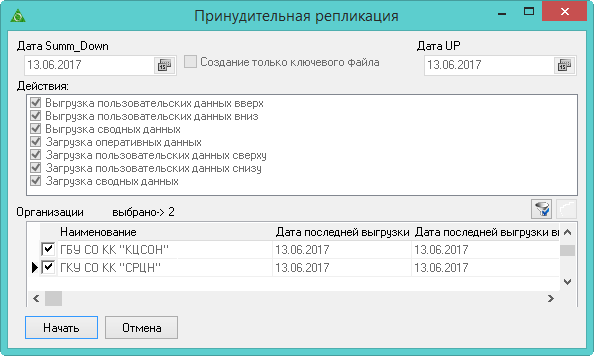 Принудительная репликация
Дата Summ_Down
Дата UP
13.06.2017
15
Создание только ключевого файла
13.06.2017
15
Действия:
Выгрузка пользовательских данных вверх
Выгрузка пользовательских данных вниз
Выгрузка сводных данных
Загрузка оперативных данных
Загрузка пользовательских данных сверху
Загрузка пользовательских данных снизу
Загрузка сводных данных
Организации выбрано-> 2
Наименование Дата последней выгрузки Дата последней выгрузки вн
ГБУ СО КК "КЦСОН" 13.06.2017 13.06.2017
ГКУ СО КК "СРЦН" 13.06.2017 13.06.2017
Начать Отмена